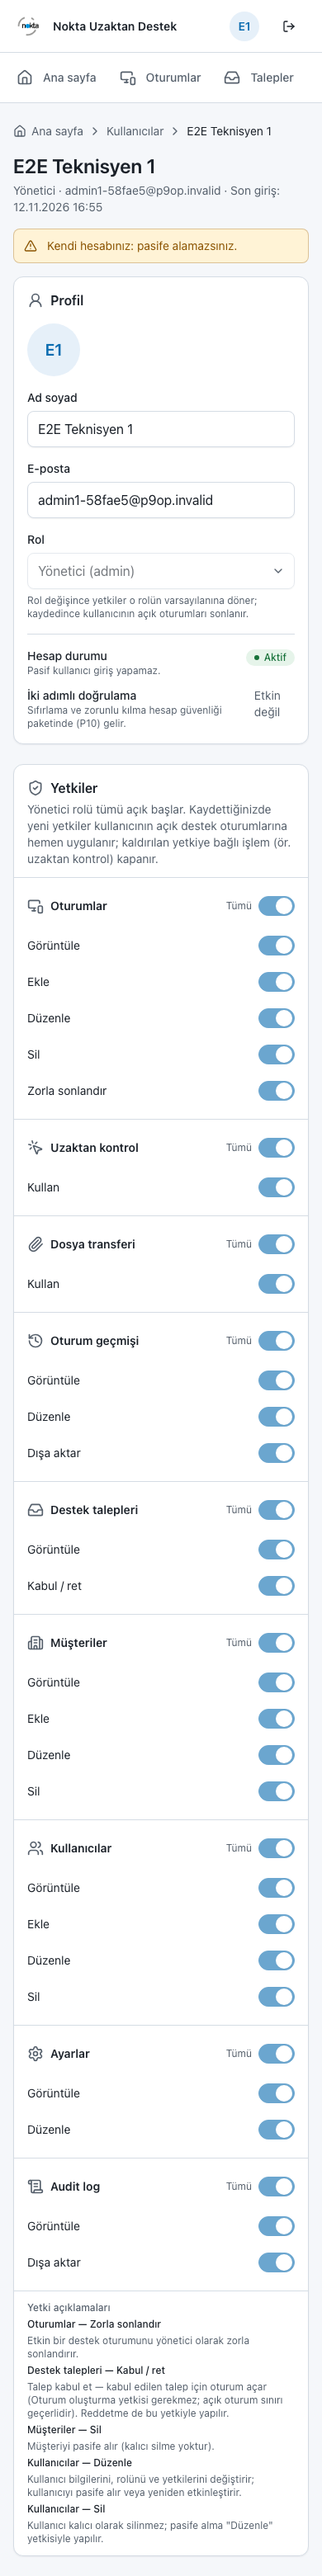 nokta
Nokta Uzaktan Destek
E1
Ana sayfa
Oturumlar
Talepler
Ana sayfa > Kullanıcılar > E2E Teknisyen 1
E2E Teknisyen 1
Yönetici · admin1-58fae5@p9op.invalid · Son giriş:
12.11.2026 16:55
Kendi hesabınız: pasife alamazsınız.
Profil
E1
Ad soyad
E2E Teknisyen 1
E-posta
admin1-58fae5@p9op.invalid
Rol
Yönetici (admin)
Rol değişince yetkiler o rolün varsayılanına döner;
kaydedince kullanıcının açık oturumları sonlanır.
Hesap durumu
Aktif
Pasif kullanıcı giriş yapamaz.
İki adımlı doğrulama
Etkin
değil
Sıfırlama ve zorunlu kılma hesap güvenliği
paketinde (P10) gelir.
Yetkiler
Yönetici rolü tümü açık başlar. Kaydettiğinizde
yeni yetkiler kullanıcının açık destek oturumlarına
hemen uygulanır; kaldırılan yetkiye bağlı işlem (ör.
uzaktan kontrol) kapanır.
Oturumlar
Tümü
Görüntüle
Ekle
Düzenle
Sil
Zorla sonlandır
Uzaktan kontrol
Tümü
Kullan
Dosya transferi
Tümü
Kullan
Oturum geçmişi
Tümü
Görüntüle
Düzenle
Dışa aktar
Destek talepleri
Tümü
Görüntüle
Kabul / ret
Müşteriler
Tümü
Görüntüle
Ekle
Düzenle
Sil
Kullanıcılar
Tümü
Görüntüle
Ekle
Düzenle
Sil
Ayarlar
Tümü
Görüntüle
Düzenle
Audit log
Tümü
Görüntüle
Dışa aktar
Yetki açıklamaları
Oturumlar — Zorla sonlandır
Etkin bir destek oturumunu yönetici olarak zorla
sonlandırır.
Destek talepleri — Kabul / ret
Talep kabul et — kabul edilen talep için oturum açar
(Oturum oluşturma yetkisi gerekmez; açık oturum sınırı
geçerlidir). Reddetme de bu yetkiyle yapılır.
Müşteriler — Sil
Müşteriyi pasife alır (kalıcı silme yoktur).
Kullanıcılar — Düzenle
Kullanıcı bilgilerini, rolünü ve yetkilerini değiştirir;
kullanıcıyı pasife alır veya yeniden etkinleştirir.
Kullanıcılar — Sil
Kullanıcı kalıcı olarak silinmez; pasife alma "Düzenle"
yetkisiyle yapılır.